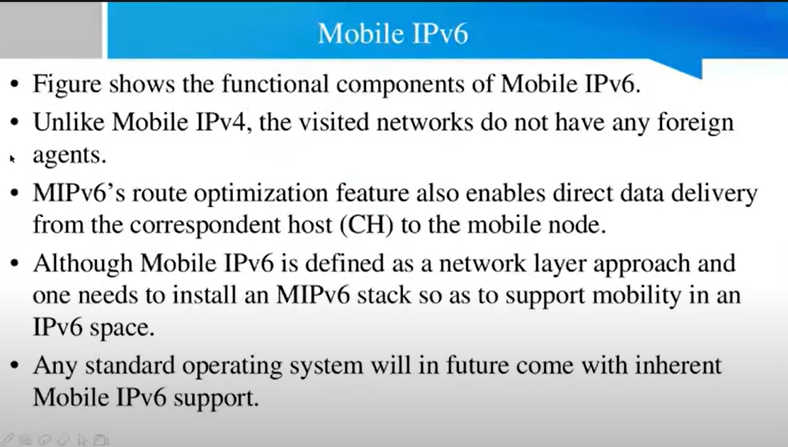 Mobile IPv6
• Figure shows the functional components of Mobile IPv6.
• Unlike Mobile IPv4, the visited networks do not have any foreign
agents.
• MIPv6’s route optimization feature also enables direct data delivery
from the correspondent host (CH) to the mobile node.
• Although Mobile IPv6 is defined as a network layer approach and
one needs to install an MIPv6 stack so as to support mobility in an
IPv6 space.
• Any standard operating system will in future come with inherent
Mobile IPv6 support.